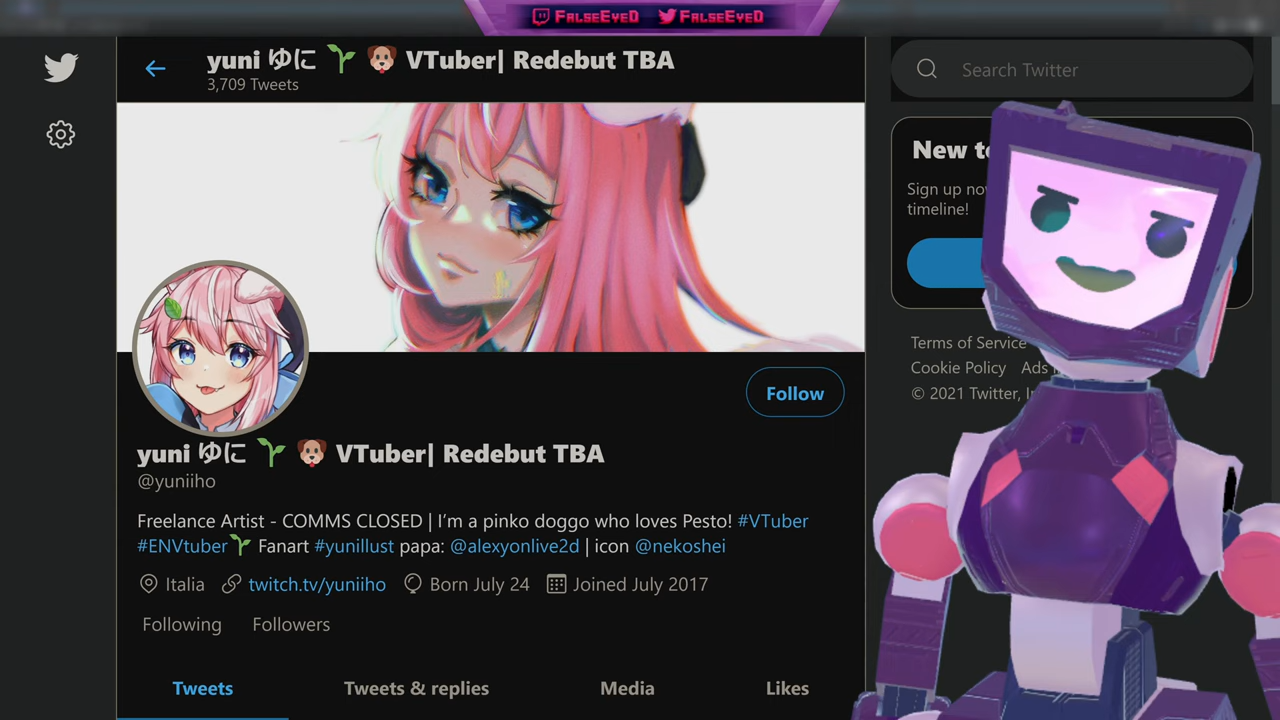 FalseEyeD FalseEyeD
yuni ゆに 🌱 🐶 VTuber| Redebut TBA
3,709 Tweets
Search Twitter
New to
Sign up now
timeline!
Follow
yuni ゆに 🌱 🐶 VTuber| Redebut TBA
@yuniiho
Freelance Artist - COMMS CLOSED | I’m a pinko doggo who loves Pesto! #VTuber
#ENVtuber🌱 Fanart #yunillust papa: @alexyonlive2d | icon @nekoshei
Italia twitch.tv/yuniiho Born July 24 Joined July 2017
Following Followers
Tweets Tweets & replies Media Likes
Terms of Service
Cookie Policy Ads
© 2021 Twitter,